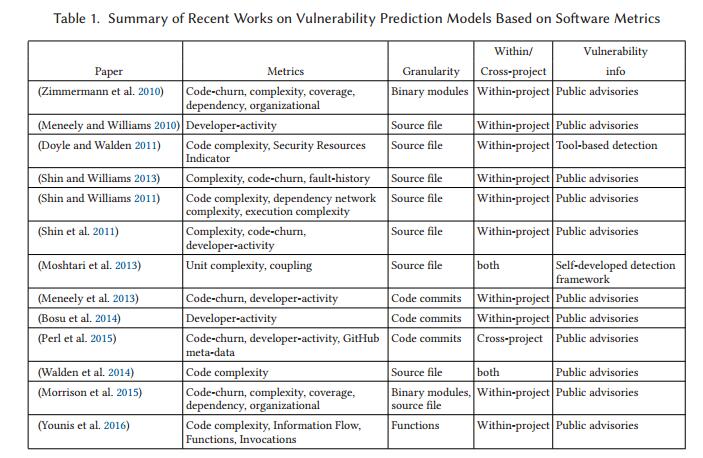 Table 1. Summary of Recent Works on Vulnerability Prediction Models Based on Software Metrics
Within/ Vulnerability
Paper Metrics Granularity Cross-project info
(Zimmermann et al. 2010) Code-churn, complexity, coverage, Binary modules Within-project Public advisories
dependency, organizational
(Meneely and Williams 2010) Developer-activity Source file Within-project Public advisories
(Doyle and Walden 2011) Code complexity, Security Resources Source file Within-project Tool-based detection
Indicator
(Shin and Williams 2013) Complexity, code-churn, fault-history Source file Within-project Public advisories
(Shin and Williams 2011) Code complexity, dependency network Source file Within-project Public advisories
complexity, execution complexity
(Shin et al. 2011) Complexity, code-churn, Source file Within-project Public advisories
developer-activity
(Moshtari et al. 2013) Unit complexity, coupling Source file both Self-developed detection
framework
(Meneely et al. 2013) Code-churn, developer-activity Code commits Within-project Public advisories
(Bosu et al. 2014) Developer-activity Code commits Within-project Public advisories
(Perl et al. 2015) Code-churn, developer-activity, GitHub Code commits Cross-project Public advisories
meta-data
(Walden et al. 2014) Code complexity Source file both Public advisories
(Morrison et al. 2015) Code-churn, complexity, coverage, Binary modules, Within-project Public advisories
dependency, organizational source file
(Younis et al. 2016) Code complexity, Information Flow, Functions Within-project Public advisories
Functions, Invocations